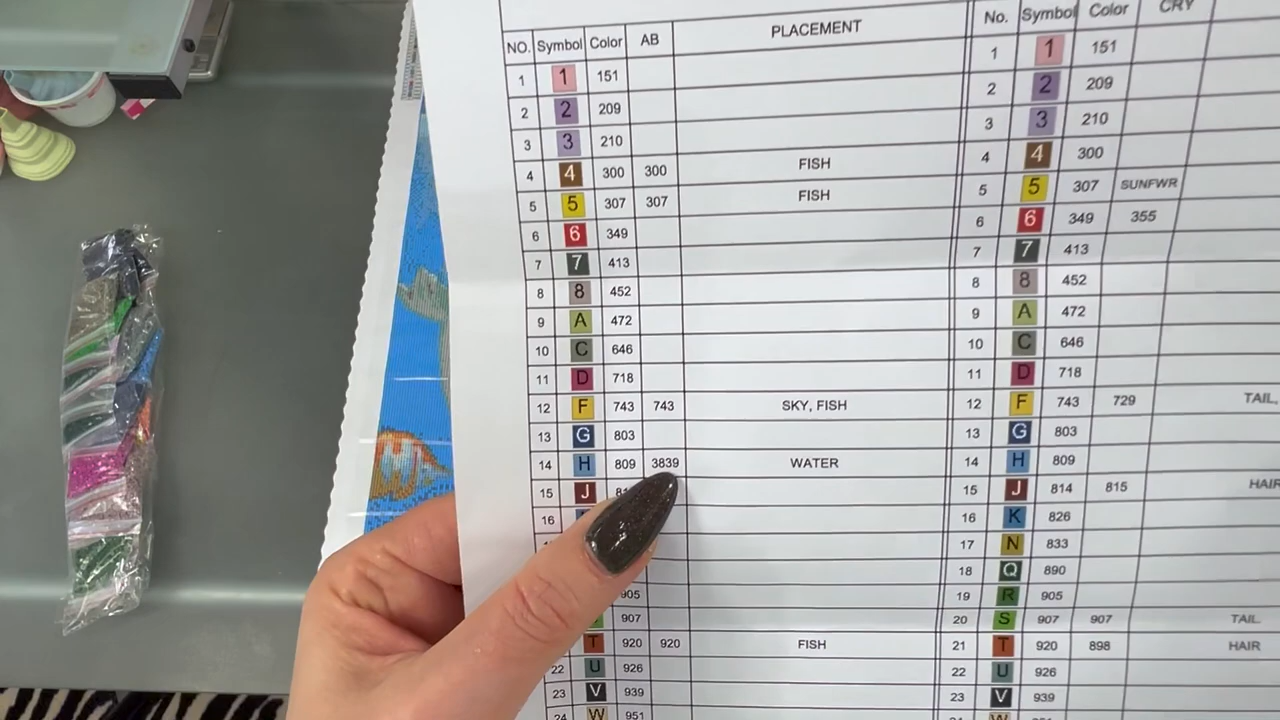 NO. Symbol Color AB PLACEMENT
1 1 151
2 2 209
3 3 210
4 4 300 300 FISH
5 5 307 307 FISH
6 6 349
7 7 413
8 8 452
9 A 472
10 C 646
11 D 718
12 F 743 743 SKY, FISH
13 G 803
14 H 809 3839 WATER
15 J
16
905
907
T 920 920 FISH
22 U 926
23 V 939
24 W 951
No. Symbol Color CRY
1 1 151
2 2 209
3 3 210
4 4 300
5 5 307 SUNFWR
6 6 349 355
7 7 413
8 8 452
9 A 472
10 C 646
11 D 718
12 F 743 729 TAIL,
13 G 803
14 H 809
15 J 814 815 HAIR
16 K 826
17 N 833
18 Q 890
19 R 905
20 S 907 907 TAIL
21 T 920 898 HAIR
22 U 926
23 V 939
W 951